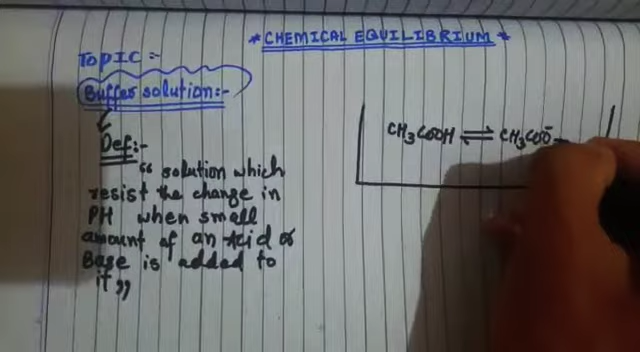 * CHEMICAL EQUILIBRIUM *
TOPIC :-
Buffer solution:-
Def:-
“ solution which
resist the change in
PH when small
amount of an Acid or
Base is added to
it ”
CH₃COOH ⇌ CH₃COO⁻